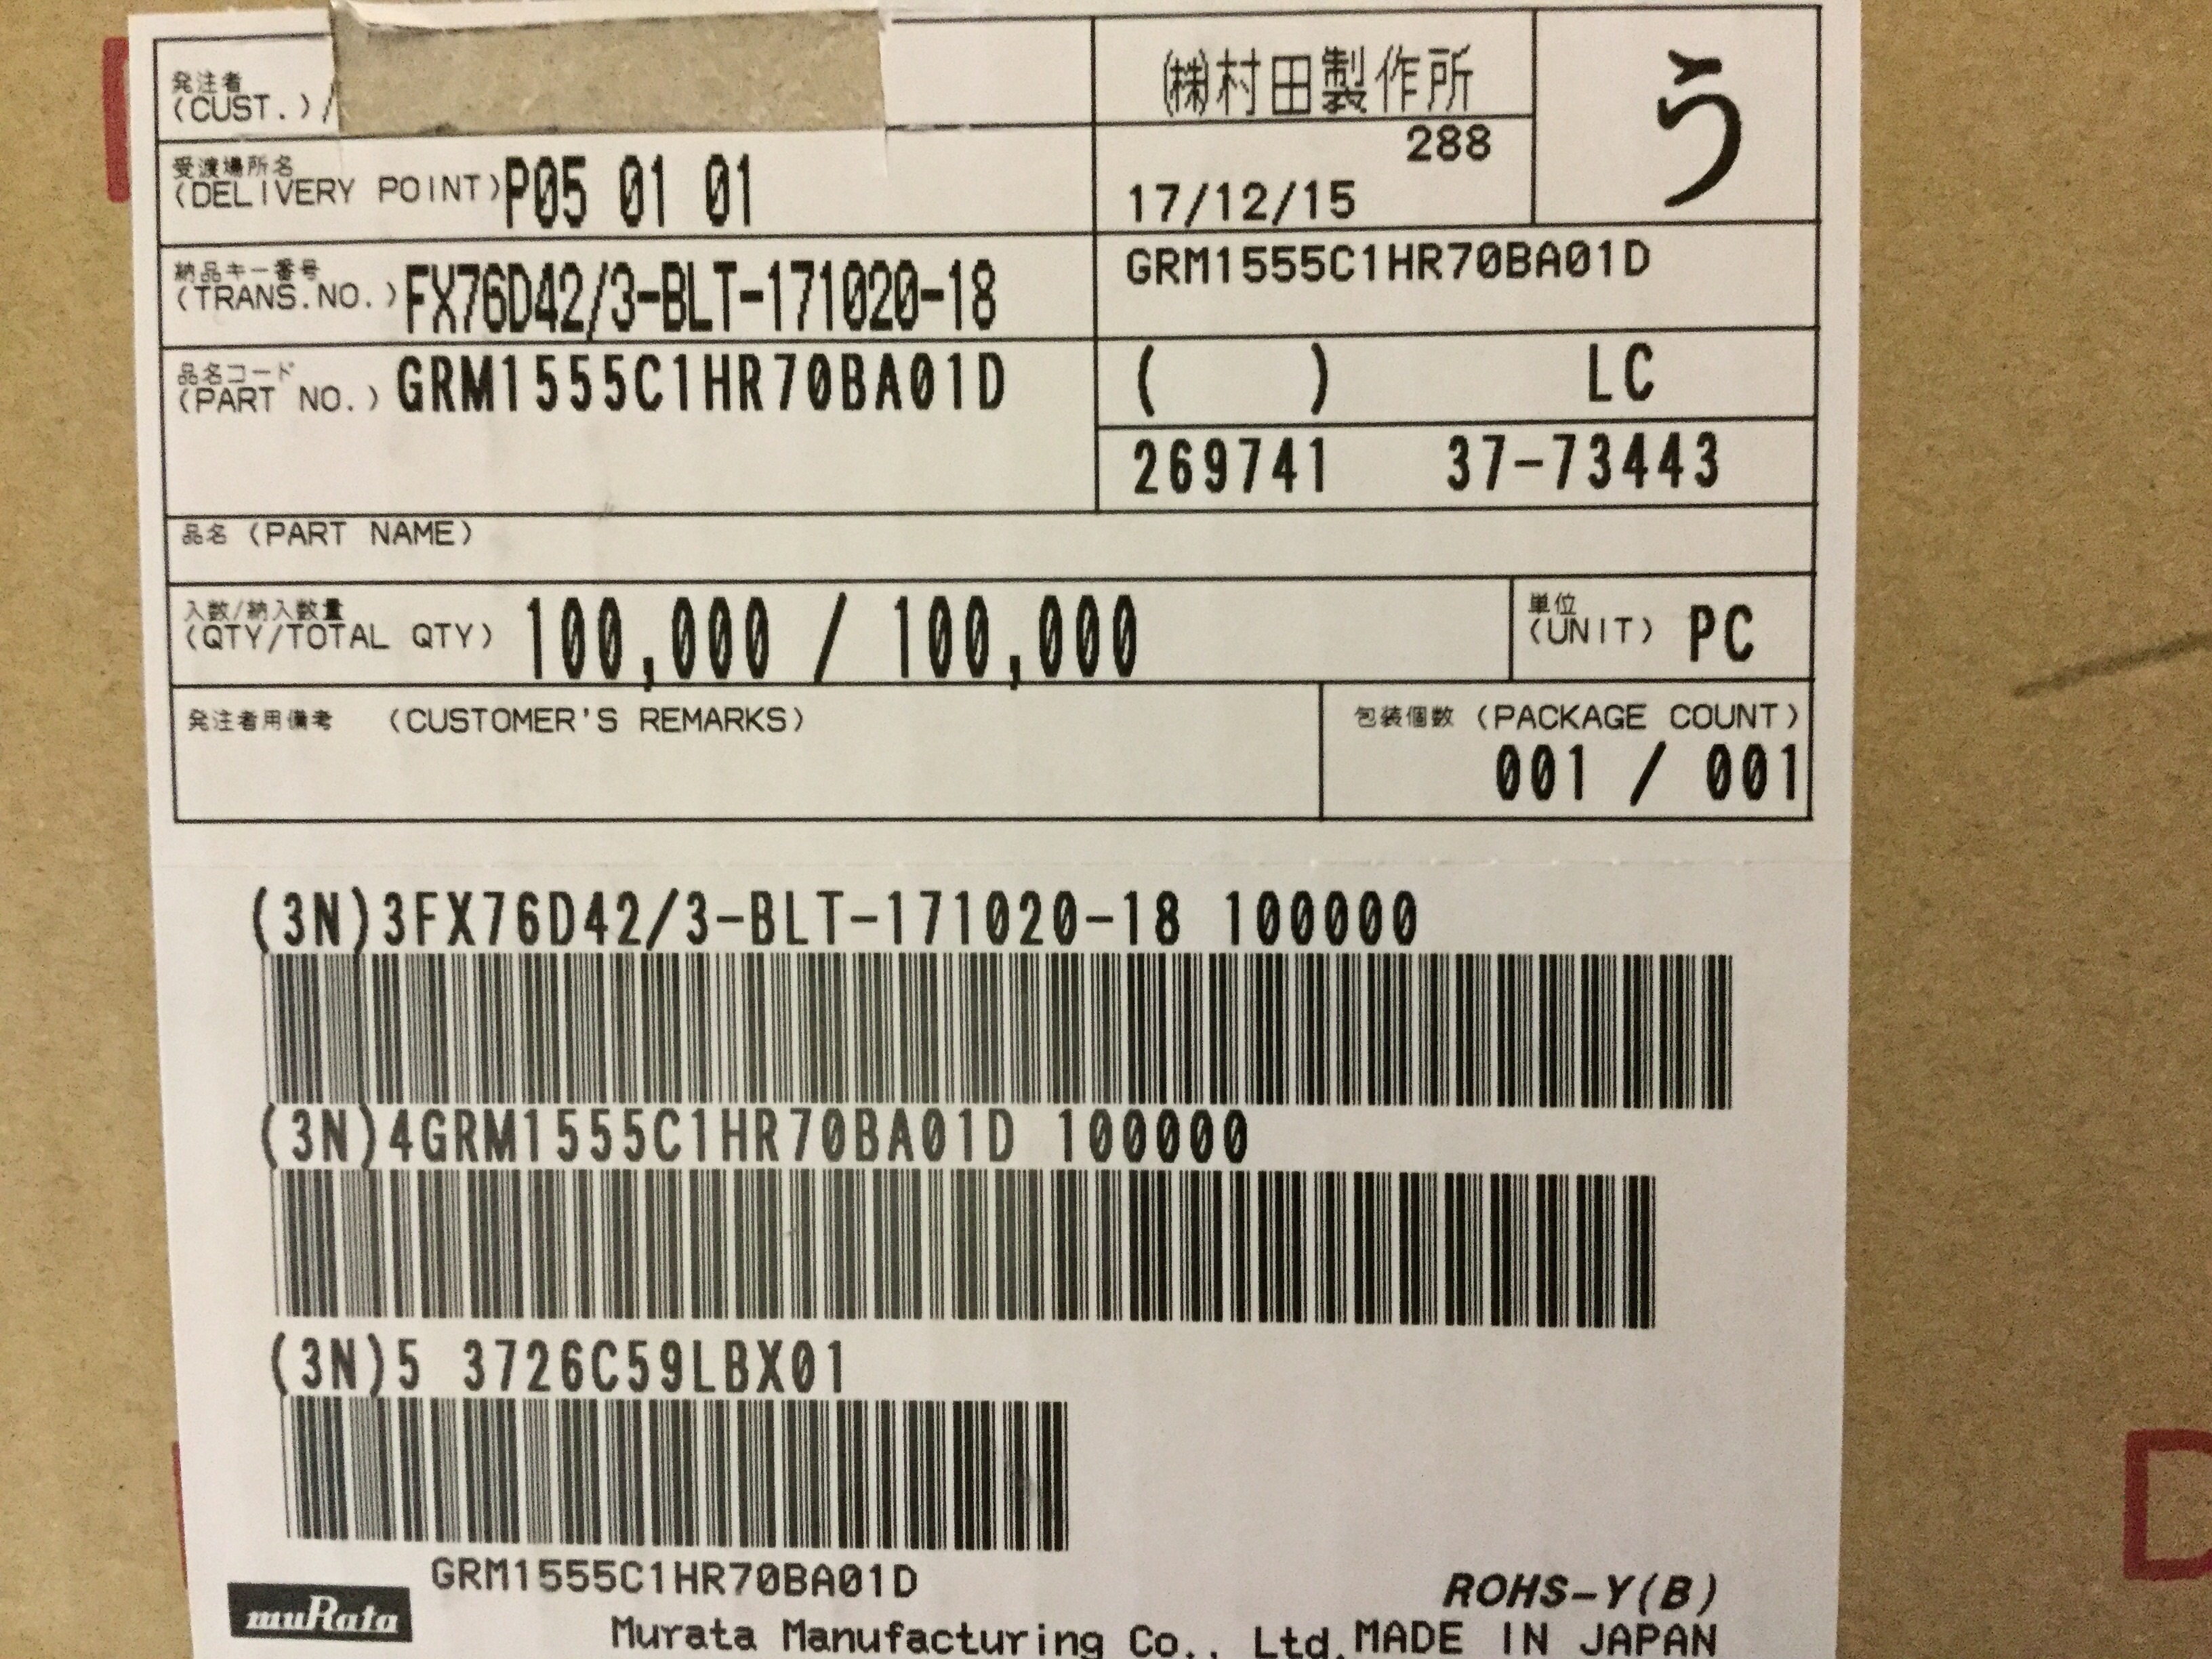 発注者
(CUST.)/
(株)村田製作所
う
288
受渡場所名
(DELIVERY POINT) P05 01 01
17/12/15
納品キー番号
(TRANS.NO.) FX76D42/3-BLT-171020-18
GRM1555C1HR70BA01D
品名コード
(PART NO.) GRM1555C1HR70BA01D
( ) LC
269741 37-73443
品名 (PART NAME)
入数/納入数量
(QTY/TOTAL QTY) 100,000 / 100,000
単位
(UNIT) PC
発注者用備考 (CUSTOMER'S REMARKS)
包装個数 (PACKAGE COUNT)
001 / 001
(3N)3FX76D42/3-BLT-171020-18 100000
(3N)4GRM1555C1HR70BA01D 100000
(3N)5 3726C59LBX01
GRM1555C1HR70BA01D
ROHS-Y(B)
muRata
Murata Manufacturing Co., Ltd. MADE IN JAPAN
D